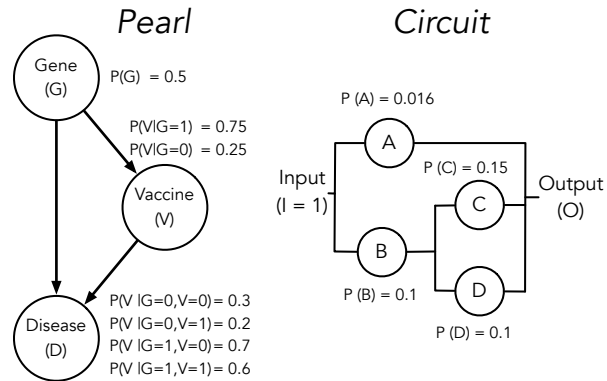 Pearl
Gene
(G)
P(G) = 0.5
P(V|G=1) = 0.75
P(V|G=0) = 0.25
Vaccine
(V)
Disease
(D)
P(V |G=0,V=0)= 0.3
P(V |G=0,V=1)= 0.2
P(V |G=1,V=0)= 0.7
P(V |G=1,V=1)= 0.6
Circuit
P (A) = 0.016
A
P (C) = 0.15
Input
(I = 1)
C
Output
(O)
B
D
P (B) = 0.1
P (D) = 0.1